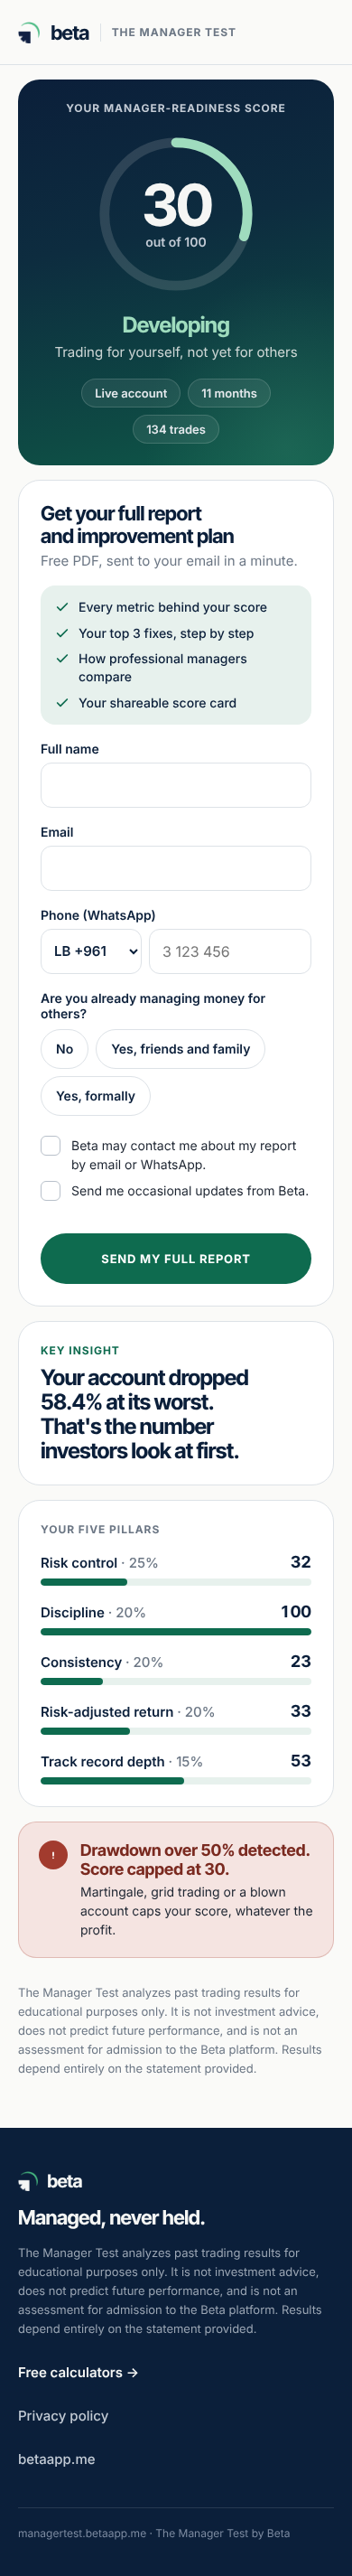 beta THE MANAGER TEST
YOUR MANAGER-READINESS SCORE
30
out of 100
Developing
Trading for yourself, not yet for others
Live account 11 months
134 trades
Get your full report
and improvement plan
Free PDF, sent to your email in a minute.
Every metric behind your score
Your top 3 fixes, step by step
How professional managers
compare
Your shareable score card
Full name
Email
Phone (WhatsApp)
LB +961 3 123 456
Are you already managing money for
others?
No Yes, friends and family
Yes, formally
Beta may contact me about my report
by email or WhatsApp.
Send me occasional updates from Beta.
SEND MY FULL REPORT
KEY INSIGHT
Your account dropped
58.4% at its worst.
That's the number
investors look at first.
YOUR FIVE PILLARS
Risk control · 25% 32
Discipline · 20% 100
Consistency · 20% 23
Risk-adjusted return · 20% 33
Track record depth · 15% 53
! Drawdown over 50% detected.
Score capped at 30.
Martingale, grid trading or a blown
account caps your score, whatever the
profit.
The Manager Test analyzes past trading results for
educational purposes only. It is not investment advice,
does not predict future performance, and is not an
assessment for admission to the Beta platform. Results
depend entirely on the statement provided.
beta
Managed, never held.
The Manager Test analyzes past trading results for
educational purposes only. It is not investment advice,
does not predict future performance, and is not an
assessment for admission to the Beta platform. Results
depend entirely on the statement provided.
Free calculators →
Privacy policy
betaapp.me
managertest.betaapp.me · The Manager Test by Beta